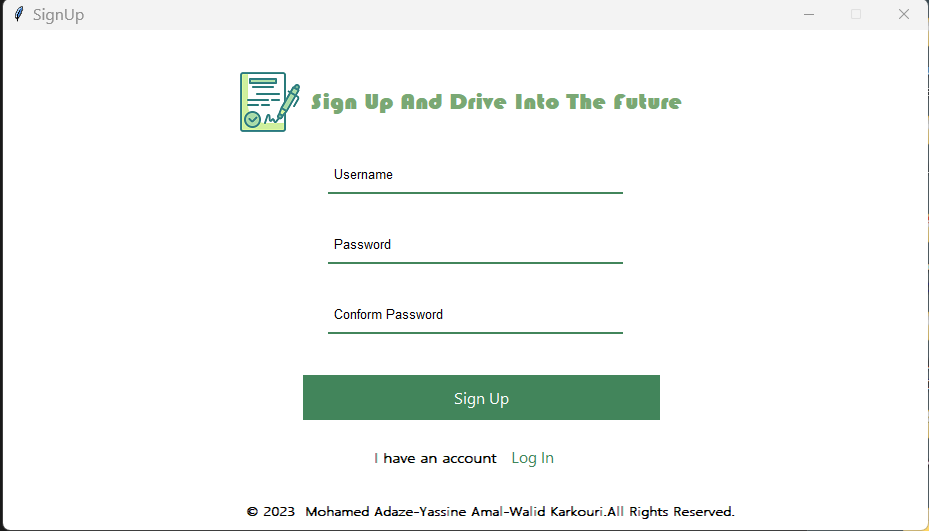 SignUp
Sign Up And Drive Into The Future
Username
Password
Conform Password
Sign Up
I have an account Log In
© 2023 Mohamed Adaze-Yassine Amal-Walid Karkouri.All Rights Reserved.